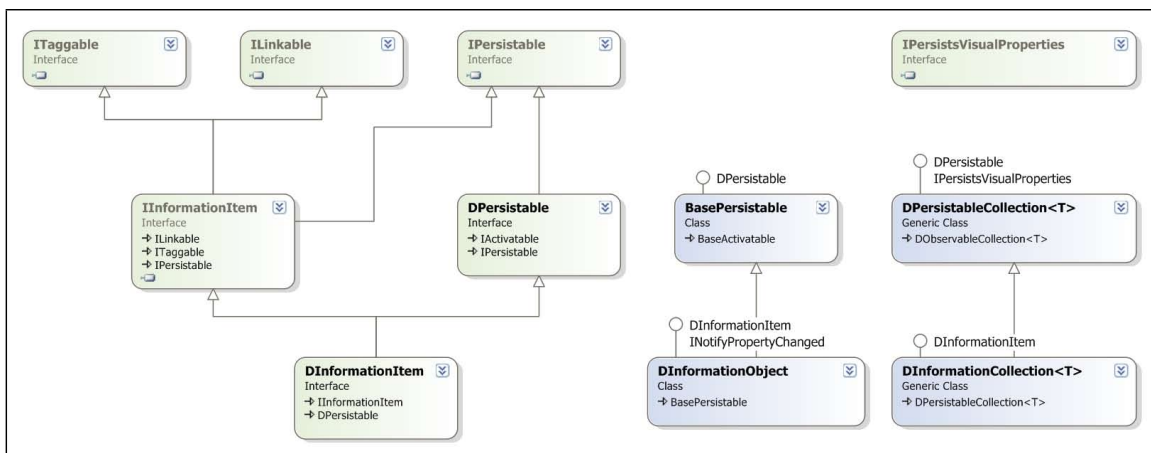 ITaggable
Interface
ILinkable
Interface
IPersistable
Interface
IPersistsVisualProperties
Interface
IInformationItem
Interface
ILinkable
ITaggable
IPersistable
DPersistable
Interface
IActivatable
IPersistable
DPersistable
BasePersistable
Class
BaseActivatable
DPersistable
IPersistsVisualProperties
DPersistableCollection<T>
Generic Class
DObservableCollection<T>
DInformationItem
Interface
IInformationItem
DPersistable
DInformationItem
INotifyPropertyChanged
DInformationObject
Class
BasePersistable
DInformationItem
DInformationCollection<T>
Generic Class
DPersistableCollection<T>